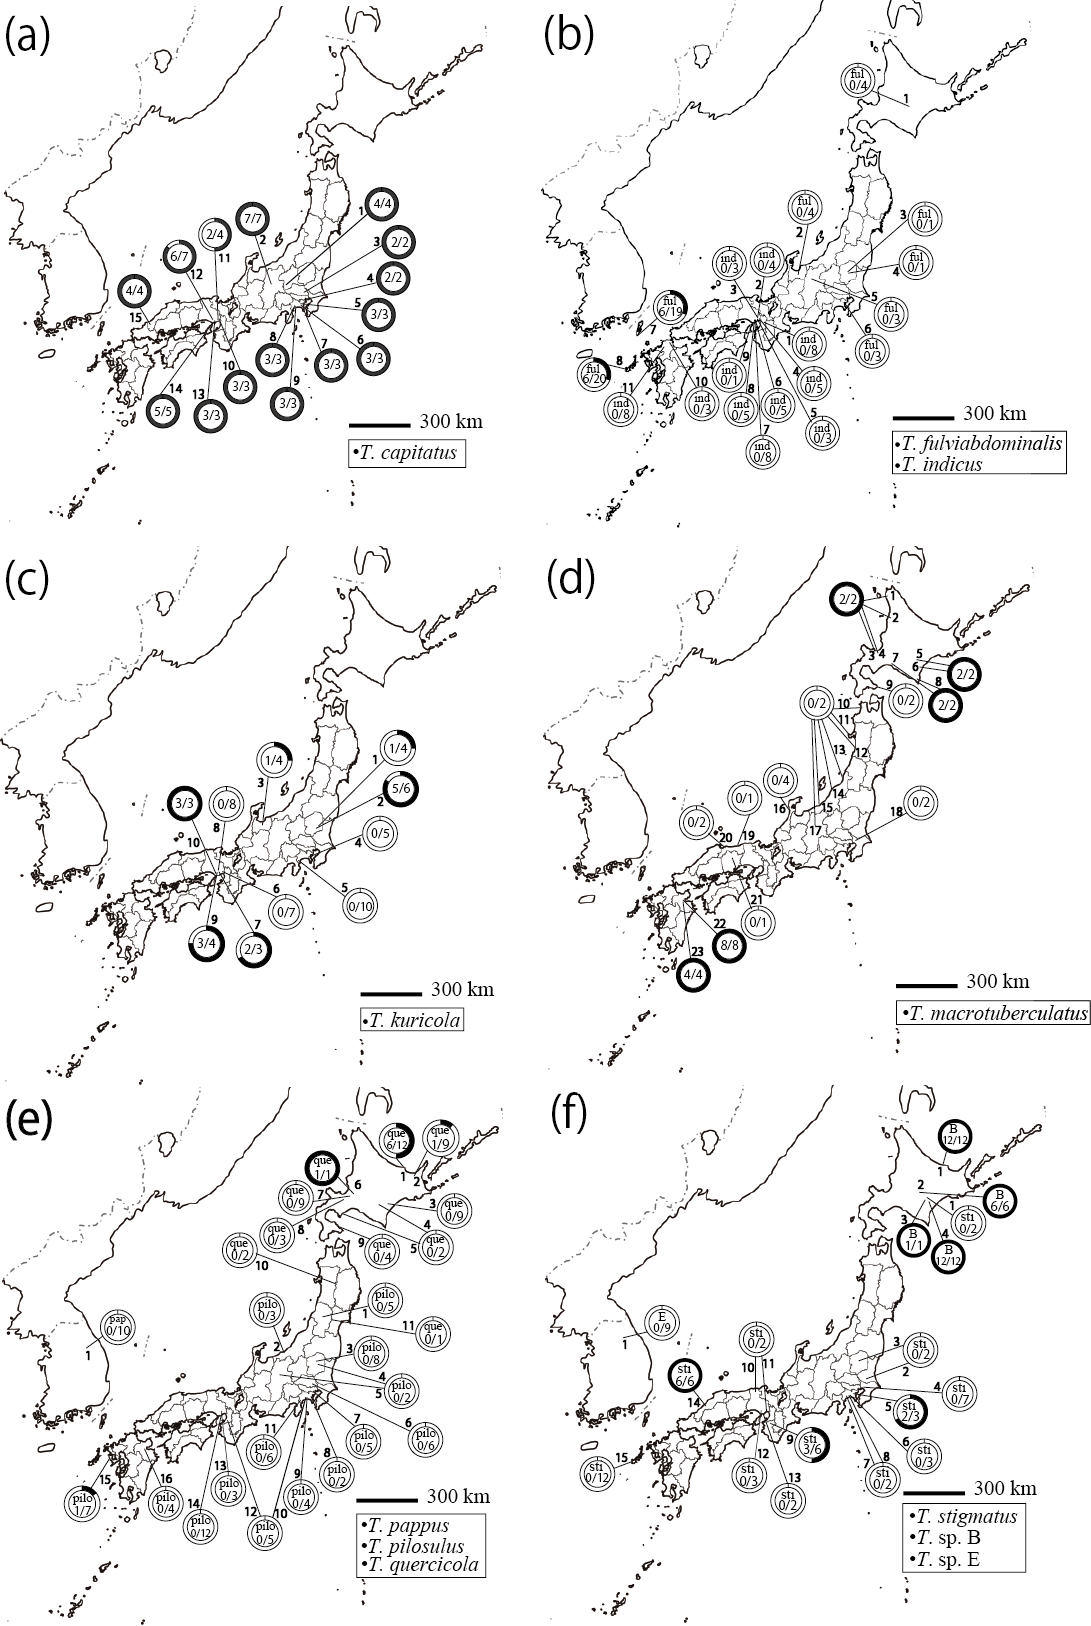 (a)
4/4
1
7/7
2
2/4
11
3
2/2
6/7
12
4
2/2
4/4
15
5
3/3
8
3/3
7
3/3
6
3/3
10
3/3
9
3/3
14
5/5
13
3/3
300 km
•T. capitatus
(b)
ful
0/4
1
ful
0/4
2
3
ful
0/1
ind
0/3
3
ind
0/4
2
4
ful
0/1
ful
6/19
7
5
ful
0/3
1
ind
0/8
6
ful
0/3
8
ful
6/20
11
ind
0/8
10
ind
0/3
9
ind
0/1
4
ind
0/5
8
ind
0/5
6
ind
0/5
5
ind
0/3
7
ind
0/8
300 km
•T. fulviabdominalis
•T. indicus
(c)
1/4
3
1/4
1
5/6
2
3/3
10
0/8
8
0/5
4
6
0/7
5
0/10
9
3/4
7
2/3
300 km
•T. kuricola
(d)
2/2
1
2
3 4
7
5
6
2/2
8
2/2
9
0/2
0/2
10
11
13
12
14
15
17
0/4
16
0/1
19
0/2
20
18
0/2
21
0/1
22
8/8
23
4/4
300 km
•T. macrotuberculatus
(e)
que
6/12
1
que
1/9
2
que
1/1
6
que
0/9
7
3
que
0/9
que
0/3
8
4
que
0/2
5
que
0/2
10
9
que
0/4
pilo
0/3
2
pilo
0/5
1
11
que
0/1
pap
0/10
1
3
pilo
0/8
4
5
pilo
0/2
6
pilo
0/6
7
pilo
0/5
11
pilo
0/6
8
pilo
0/2
15
pilo
1/7
16
pilo
0/4
13
pilo
0/3
9
pilo
0/4
14
pilo
0/12
12
10
pilo
0/5
300 km
•T. pappus
•T. pilosulus
•T. quercicola
(f)
B
12/12
1
2
B
6/6
1
sti
0/2
3
B
1/1
4
B
12/12
E
0/9
1
sti
0/2
10
11
3
sti
0/2
2
sti
6/6
14
4
sti
0/7
5
sti
2/3
9
sti
3/6
6
sti
0/3
15
sti
0/12
12
sti
0/3
13
sti
0/2
7
8
sti
0/2
300 km
•T. stigmatus
•T. sp. B
•T. sp. E